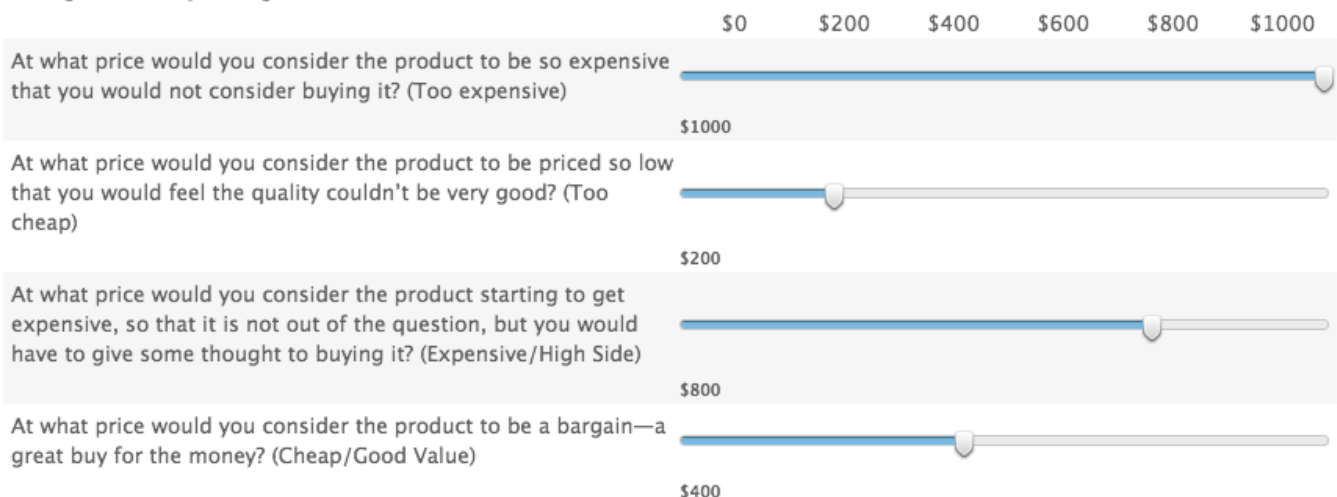 $0 $200 $400 $600 $800 $1000
At what price would you consider the product to be so expensive
that you would not consider buying it? (Too expensive)
$1000
At what price would you consider the product to be priced so low
that you would feel the quality couldn't be very good? (Too
cheap)
$200
At what price would you consider the product starting to get
expensive, so that it is not out of the question, but you would
have to give some thought to buying it? (Expensive/High Side)
$800
At what price would you consider the product to be a bargain—a
great buy for the money? (Cheap/Good Value)
$400